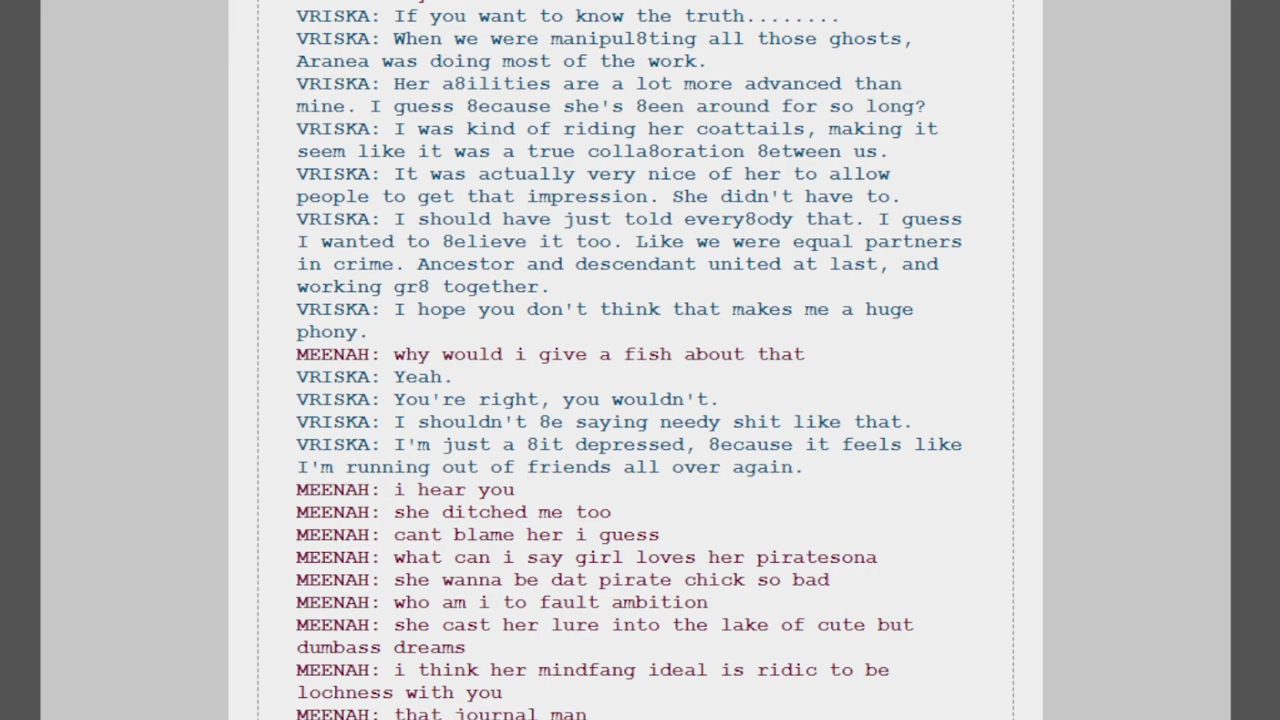 VRISKA: If you want to know the truth........
VRISKA: When we were manipul8ting all those ghosts,
Aranea was doing most of the work.
VRISKA: Her a8ilities are a lot more advanced than
mine. I guess 8ecause she's 8een around for so long?
VRISKA: I was kind of riding her coattails, making it
seem like it was a true colla8oration 8etween us.
VRISKA: It was actually very nice of her to allow
people to get that impression. She didn't have to.
VRISKA: I should have just told every8ody that. I guess
I wanted to 8elieve it too. Like we were equal partners
in crime. Ancestor and descendant united at last, and
working gr8 together.
VRISKA: I hope you don't think that makes me a huge
phony.
MEENAH: why would i give a fish about that
VRISKA: Yeah.
VRISKA: You're right, you wouldn't.
VRISKA: I shouldn't 8e saying needy shit like that.
VRISKA: I'm just a 8it depressed, 8ecause it feels like
I'm running out of friends all over again.
MEENAH: i hear you
MEENAH: she ditched me too
MEENAH: cant blame her i guess
MEENAH: what can i say girl loves her piratesona
MEENAH: she wanna be dat pirate chick so bad
MEENAH: who am i to fault ambition
MEENAH: she cast her lure into the lake of cute but
dumbass dreams
MEENAH: i think her mindfang ideal is ridic to be
lochness with you
MEENAH: that journal man